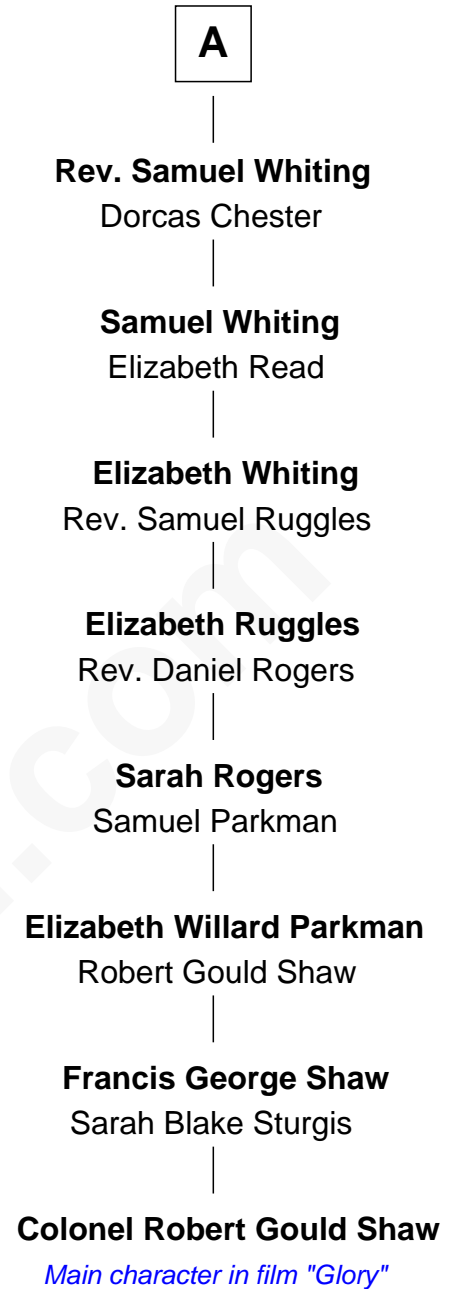 A
Rev. Samuel Whiting
Dorcas Chester
Samuel Whiting
Elizabeth Read
Elizabeth Whiting
Rev. Samuel Ruggles
Elizabeth Ruggles
Rev. Daniel Rogers
Sarah Rogers
Samuel Parkman
Elizabeth Willard Parkman
Robert Gould Shaw
Francis George Shaw
Sarah Blake Sturgis
Colonel Robert Gould Shaw
Main character in film "Glory"